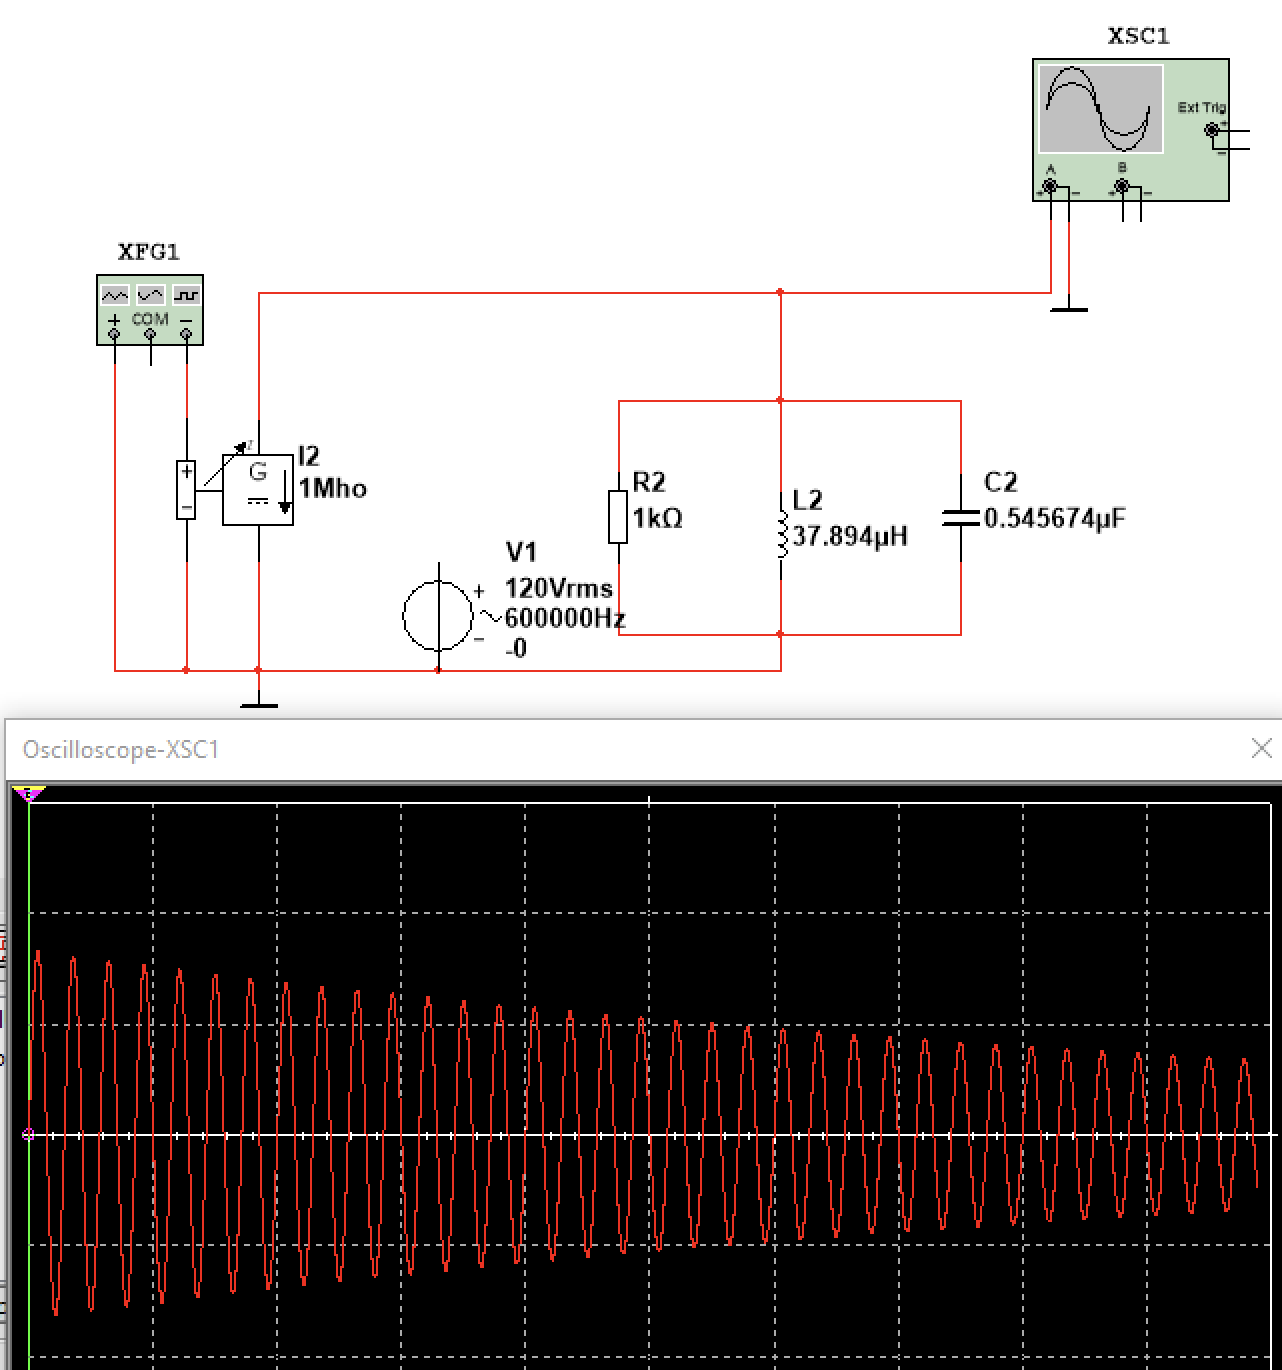 XSC1
Ext Trig
+
−
A
B
+ −
+ −
XFG1
+ COM −
+
−
G
I2
1Mho
V1
120Vrms
600000Hz
-0
+
−
R2
1kΩ
L2
37.894µH
C2
0.545674µF
Oscilloscope-XSC1